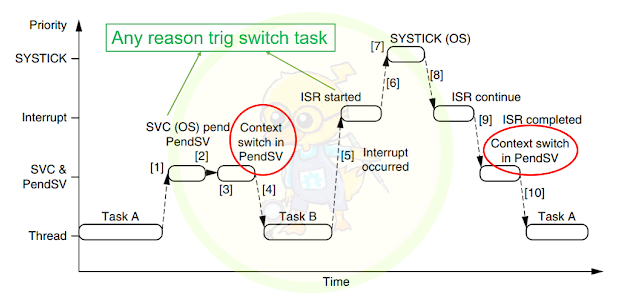 Priority
Any reason trig switch task
[7]
SYSTICK (OS)
SYSTICK
[6]
[8]
ISR started
ISR continue
Interrupt
SVC (OS) pend
PendSV
Context
switch in
PendSV
[9]
ISR completed
Context switch
in PendSV
[1]
[2]
[5]
Interrupt
occurred
SVC &
PendSV
[3]
[4]
[10]
Task A
Task B
Task A
Thread
Time